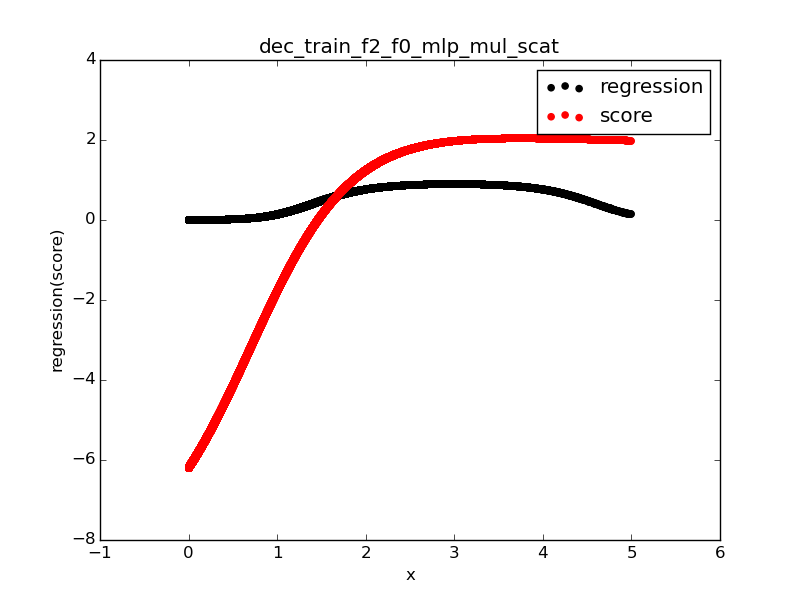 dec_train_f2_f0_mlp_mul_scat
regression
score
4
2
0
−2
−4
−6
−8
regression(score)
−1 0 1 2 3 4 5 6
x